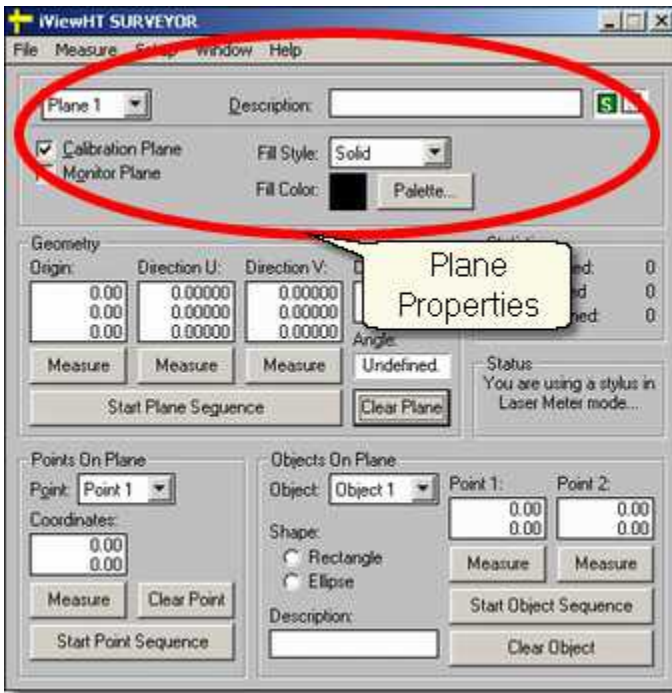 iViewHT SURVEYOR
File Measure Setup Window Help
Plane 1 Description: S
Calibration Plane Fill Style: Solid
Monitor Plane
Fill Color: Palette...
Plane
Properties
Geometry
Origin: Direction U: Direction V:
0.00 0.00000 0.00000 0
0.00 0.00000 0.00000 0
0.00 0.00000 0.00000 0
Angle:
Measure Measure Measure Undefined.
Start Plane Seguence Clear Plane
Status
You are using a stylus in
Laser Meter mode...
Points On Plane Objects On Plane
Point: Point 1 Object: Object 1 Point 1: Point 2:
Coordinates: 0.00 0.00
0.00 0.00 0.00
0.00
Shape:
Rectangle
Ellipse
Measure Measure
Measure Clear Point
Start Object Sequence
Description:
Start Point Sequence Clear Object